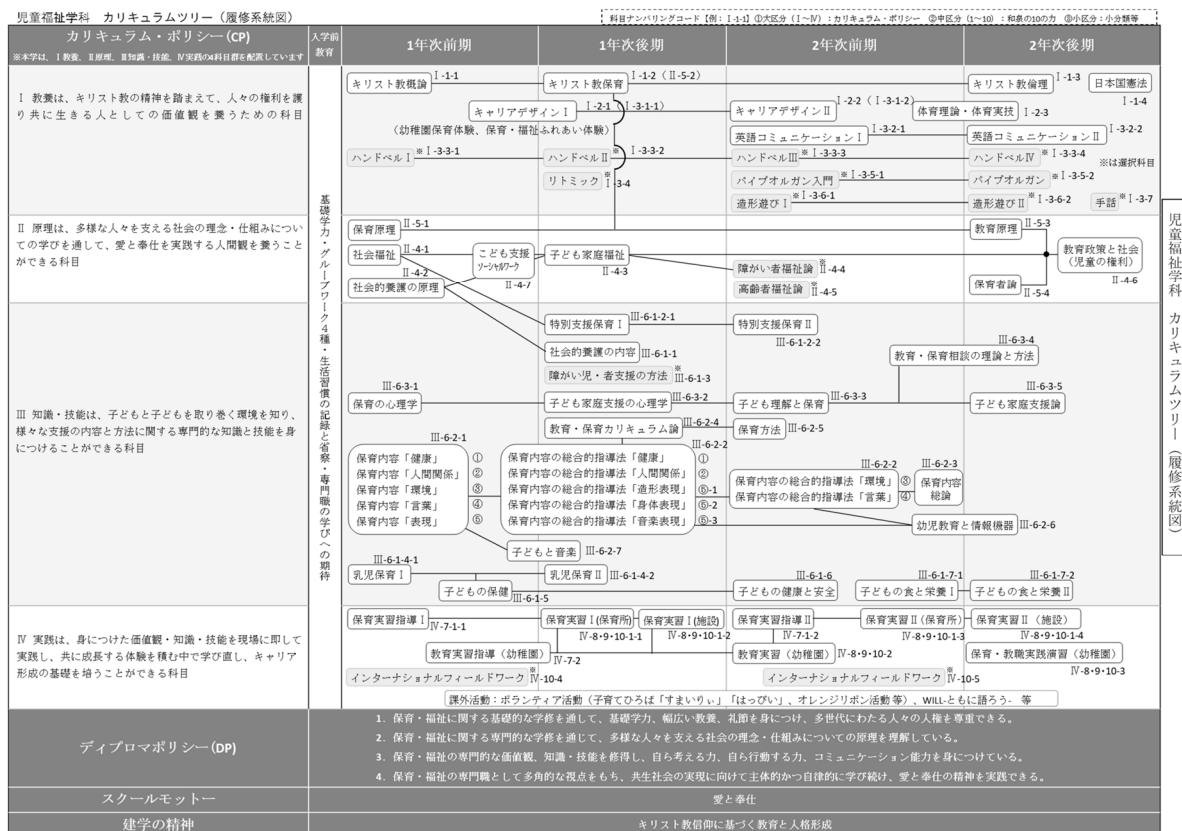 児童福祉学科 カリキュラムツリー（履修系統図）
科目ナンバリングコード【例：Ⅰ-1-1】①大区分（Ⅰ～Ⅳ）：カリキュラム・ポリシー ②中区分（1～10）：和泉の10の力 ③小区分：小分類等
カリキュラム・ポリシー(CP)
※本学は、Ⅰ教養、Ⅱ原理、Ⅲ知識・技能、Ⅳ実践の4科目群を配置しています
入学前
教育
1年次前期
1年次後期
2年次前期
2年次後期
Ⅰ 教養は、キリスト教の精神を踏まえて、人々の権利を護
り共に生きる人としての価値観を養うための科目
キリスト教概論 Ⅰ-1-1
キリスト教保育 Ⅰ-1-2（Ⅱ-5-2）
キリスト教倫理 Ⅰ-1-3
日本国憲法
Ⅰ-1-4
キャリアデザインⅠ Ⅰ-2-1（Ⅰ-3-1-1）
（幼稚園保育体験、保育・福祉ふれあい体験）
キャリアデザインⅡ Ⅰ-2-2（Ⅰ-3-1-2）
体育理論・体育実技 Ⅰ-2-3
英語コミュニケーションⅠ Ⅰ-3-2-1
英語コミュニケーションⅡ Ⅰ-3-2-2
ハンドベルⅠ ※Ⅰ-3-3-1
ハンドベルⅡ ※ Ⅰ-3-3-2
ハンドベルⅢ ※Ⅰ-3-3-3
ハンドベルⅣ ※Ⅰ-3-3-4
※は選択科目
リトミック ※Ⅰ-3-4
パイプオルガン入門 ※Ⅰ-3-5-1
パイプオルガン ※Ⅰ-3-5-2
造形遊びⅠ ※Ⅰ-3-6-1
造形遊びⅡ ※Ⅰ-3-6-2
手話 ※Ⅰ-3-7
基礎学力・グループワーク4種・生活習慣の記録と省察・専門職の学びへの期待
Ⅱ 原理は、多様な人々を支える社会の理念・仕組みについ
ての学びを通して、愛と奉仕を実践する人間観を養うこと
ができる科目
保育原理 Ⅱ-5-1
社会福祉 Ⅱ-4-1
Ⅱ-4-2
社会的養護の原理
こども支援
ソーシャルワーク
Ⅱ-4-7
子ども家庭福祉
Ⅱ-4-3
障がい者福祉論 ※Ⅱ-4-4
高齢者福祉論 ※Ⅱ-4-5
教育原理 Ⅱ-5-3
保育者論
Ⅱ-5-4
教育政策と社会
（児童の権利）
Ⅱ-4-6
Ⅲ 知識・技能は、子どもと子どもを取り巻く環境を知り、
様々な支援の内容と方法に関する専門的な知識と技能を身
につけることができる科目
特別支援保育Ⅰ Ⅲ-6-1-2-1
特別支援保育Ⅱ
Ⅲ-6-1-2-2
社会的養護の内容 Ⅲ-6-1-1
障がい児・者支援の方法 ※Ⅲ-6-1-3
Ⅲ-6-3-4
教育・保育相談の理論と方法
Ⅲ-6-3-1
保育の心理学
子ども家庭支援の心理学 Ⅲ-6-3-2
子ども理解と保育 Ⅲ-6-3-3
Ⅲ-6-3-5
子ども家庭支援論
教育・保育カリキュラム論 Ⅲ-6-2-4
保育方法 Ⅲ-6-2-5
Ⅲ-6-2-1
保育内容「健康」 ①
保育内容「人間関係」 ②
保育内容「環境」 ③
保育内容「言葉」 ④
保育内容「表現」 ⑤
Ⅲ-6-2-2
保育内容の総合的指導法「健康」 ①
保育内容の総合的指導法「人間関係」 ②
保育内容の総合的指導法「造形表現」 ⑤-1
保育内容の総合的指導法「身体表現」 ⑤-2
保育内容の総合的指導法「音楽表現」 ⑤-3
Ⅲ-6-2-2
保育内容の総合的指導法「環境」 ③
保育内容の総合的指導法「言葉」 ④
Ⅲ-6-2-3
保育内容
総論
幼児教育と情報機器 Ⅲ-6-2-6
子どもと音楽 Ⅲ-6-2-7
Ⅲ-6-1-4-1
乳児保育Ⅰ
乳児保育Ⅱ Ⅲ-6-1-4-2
子どもの保健
Ⅲ-6-1-5
Ⅲ-6-1-6
子どもの健康と安全
Ⅲ-6-1-7-1
子どもの食と栄養Ⅰ
Ⅲ-6-1-7-2
子どもの食と栄養Ⅱ
Ⅳ 実践は、身につけた価値観・知識・技能を現場に即して
実践し、共に成長する体験を積む中で学び直し、キャリア
形成の基礎を培うことができる科目
保育実習指導Ⅰ
Ⅳ-7-1-1
保育実習Ⅰ(保育所)
Ⅳ-8・9・10-1-1
保育実習Ⅰ(施設)
Ⅳ-8・9・10-1-2
保育実習指導Ⅱ
Ⅳ-7-1-2
保育実習Ⅱ（保育所）
Ⅳ-8・9・10-1-3
保育実習Ⅱ（施設）
Ⅳ-8・9・10-1-4
教育実習指導（幼稚園）
Ⅳ-7-2
教育実習（幼稚園）
Ⅳ-8・9・10-2
保育・教職実践演習（幼稚園）
Ⅳ-8・9・10-3
インターナショナルフィールドワーク ※Ⅳ-10-4
インターナショナルフィールドワーク ※Ⅳ-10-5
課外活動：ボランティア活動（子育てひろば「すまいりぃ」「はっぴい」、オレンジリボン活動 等）、WILL-ともに語ろう- 等
児童福祉学科 カリキュラムツリー（履修系統図）
ディプロマポリシー(DP)
1．保育・福祉に関する基礎的な学修を通して、基礎学力、幅広い教養、礼節を身につけ、多世代にわたる人々の人権を尊重できる。
2．保育・福祉に関する専門的な学修を通じて、多様な人々を支える社会の理念・仕組みについての原理を理解している。
3．保育・福祉の専門的な価値観、知識・技能を修得し、自ら考える力、自ら行動する力、コミュニケーション能力を身につけている。
4．保育・福祉の専門職として多角的な視点をもち、共生社会の実現に向けて主体的かつ自律的に学び続け、愛と奉仕の精神を実践できる。
スクールモットー
愛と奉仕
建学の精神
キリスト教信仰に基づく教育と人格形成